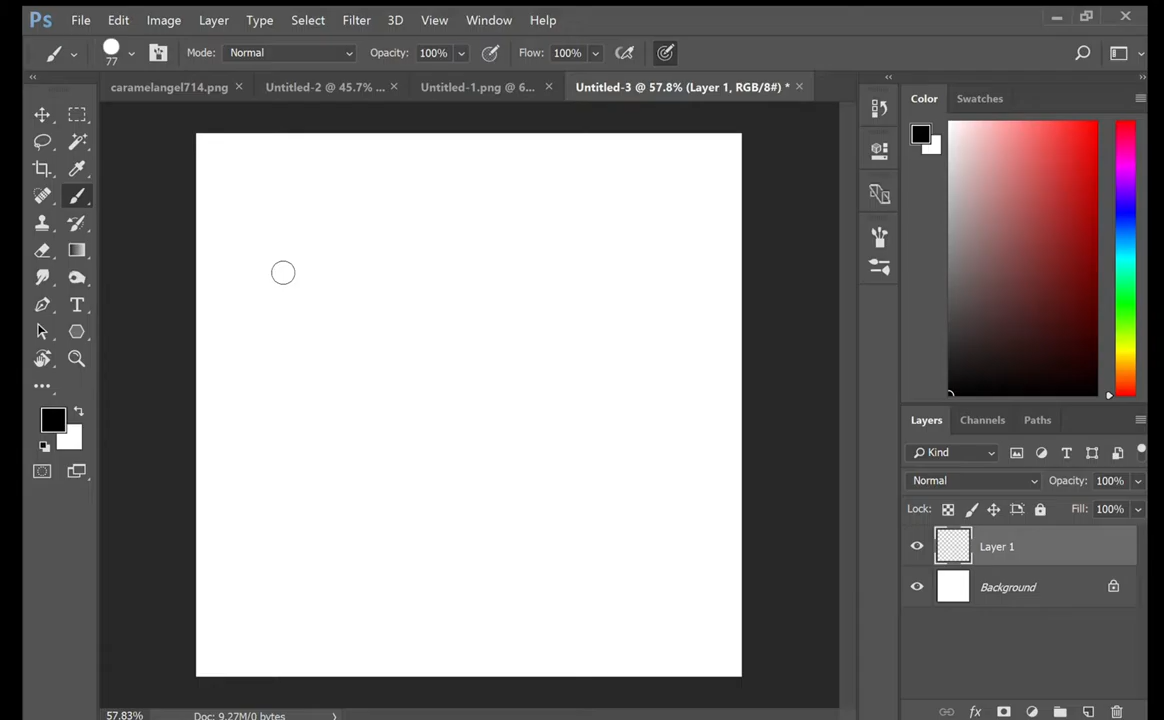 Ps File Edit Image Layer Type Select Filter 3D View Window Help
77 Mode: Normal Opacity: 100% Flow: 100%
caramelangel714.png × Untitled-2 @ 45.7% ... × Untitled-1.png @ 6... × Untitled-3 @ 57.8% (Layer 1, RGB/8#) * ×
Color Swatches
Layers Channels Paths
Kind
Normal Opacity: 100%
Lock: Fill: 100%
Layer 1
Background
fx
57.83% Doc: 9.27M/0 bytes